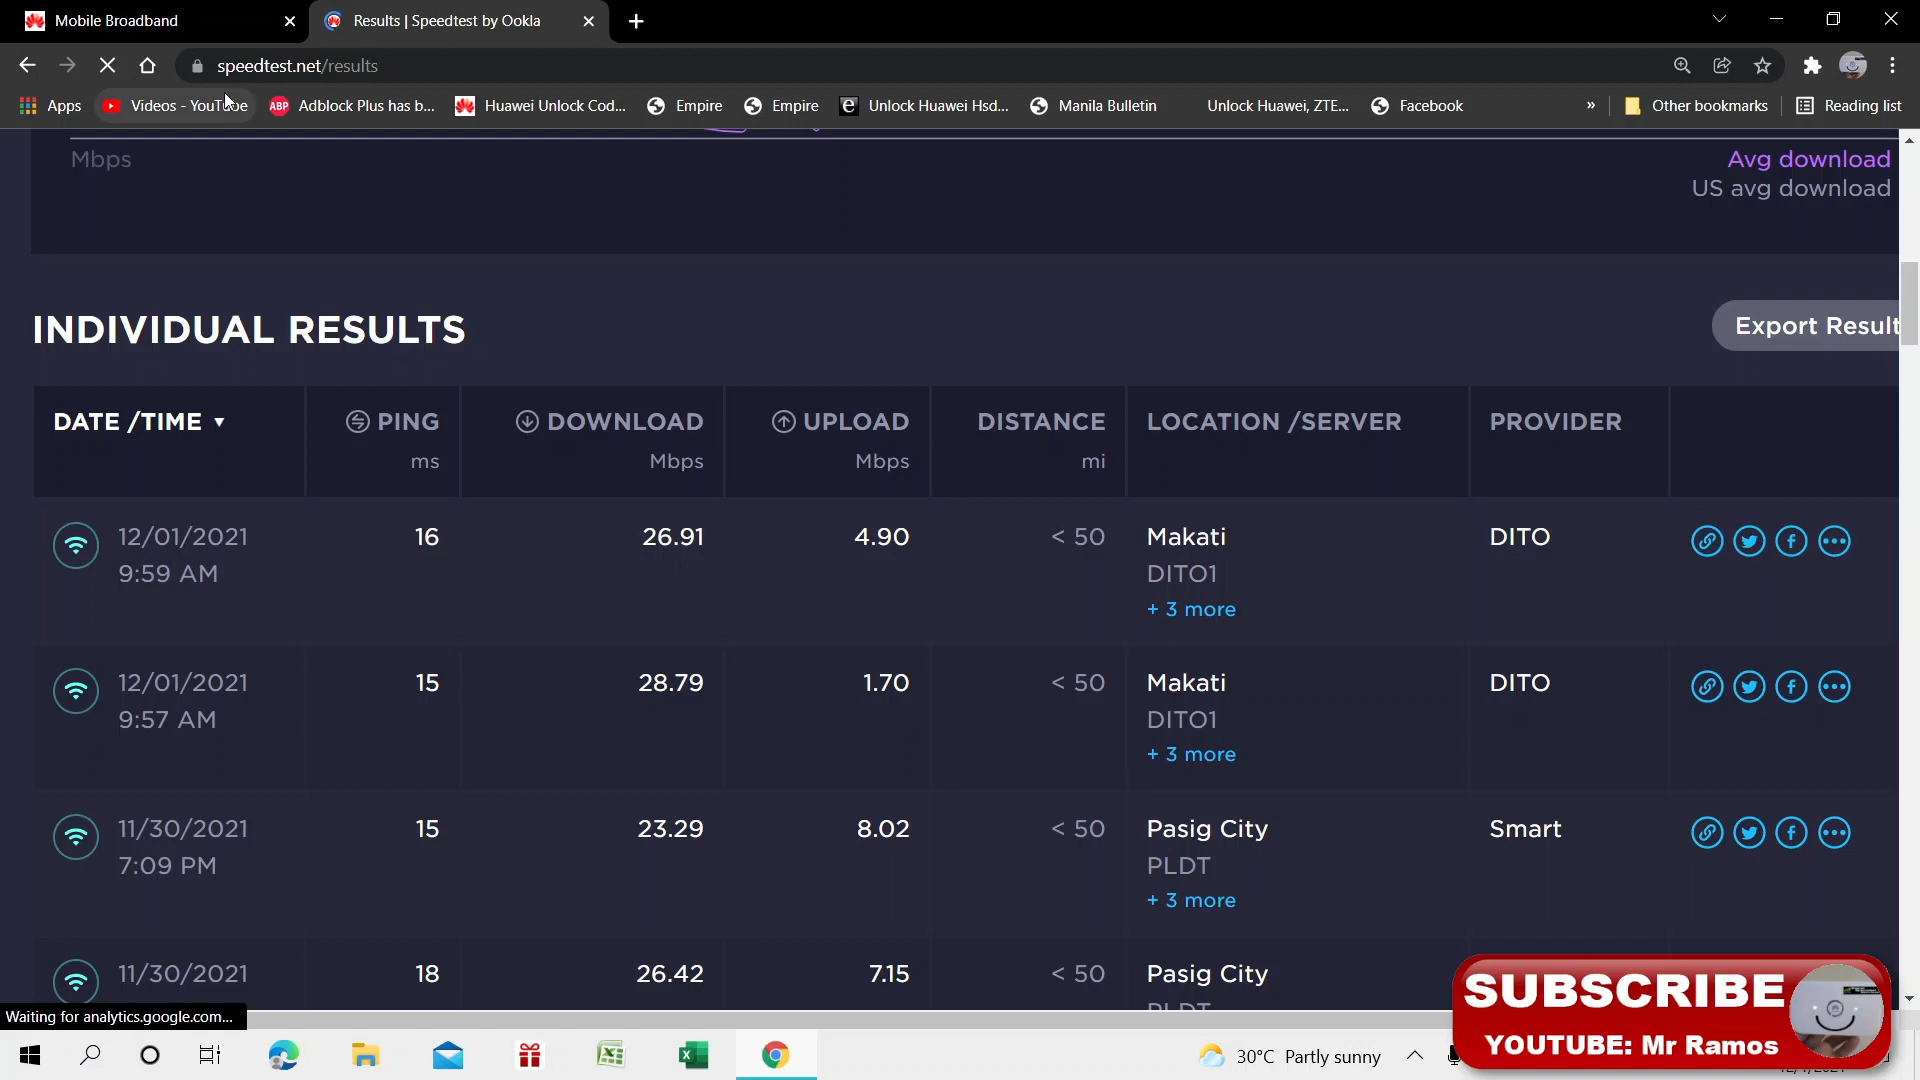 Mobile Broadband
Results | Speedtest by Ookla
speedtest.net/results
Apps
Videos - YouTube
ABP Adblock Plus has b...
Huawei Unlock Cod...
Empire
Empire
e Unlock Huawei Hsd...
Manila Bulletin
Unlock Huawei, ZTE...
Facebook
»
Other bookmarks
Reading list
Mbps
Avg download
US avg download
INDIVIDUAL RESULTS
Export Result
DATE /TIME
PING
ms
DOWNLOAD
Mbps
UPLOAD
Mbps
DISTANCE
mi
LOCATION /SERVER
PROVIDER
12/01/2021
9:59 AM
16
26.91
4.90
< 50
Makati
DITO1
+ 3 more
DITO
12/01/2021
9:57 AM
15
28.79
1.70
< 50
Makati
DITO1
+ 3 more
DITO
11/30/2021
7:09 PM
15
23.29
8.02
< 50
Pasig City
PLDT
+ 3 more
Smart
11/30/2021
18
26.42
7.15
< 50
Pasig City
PLDT
Waiting for analytics.google.com...
SUBSCRIBE
YOUTUBE: Mr Ramos
30°C Partly sunny